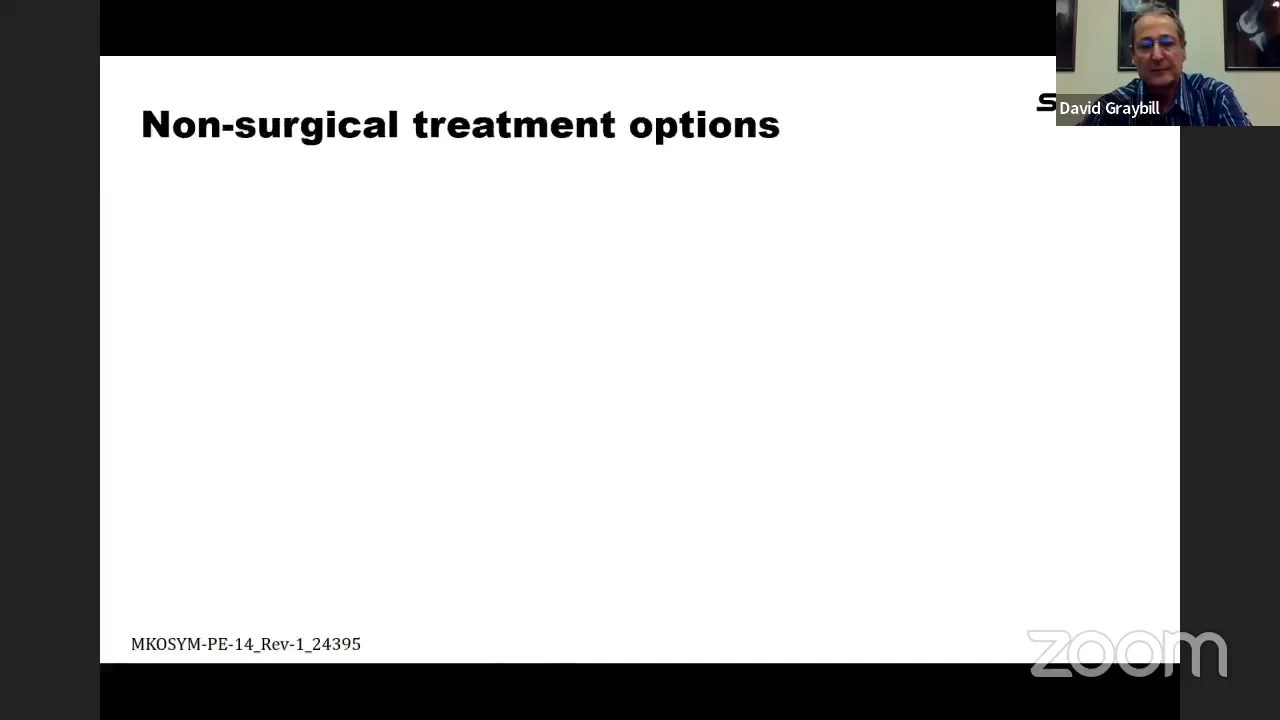 Non-surgical treatment options
S
David Graybill
MKOSYM-PE-14_Rev-1_24395
zoom